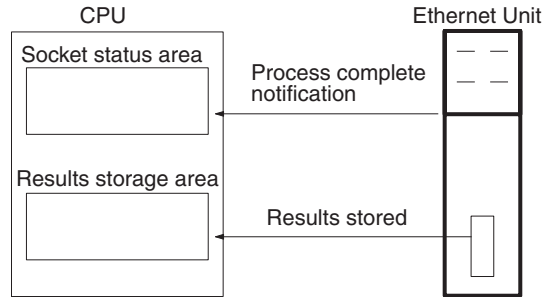 CPU
Ethernet Unit
Socket status area
Process complete
notification
Results storage area
Results stored